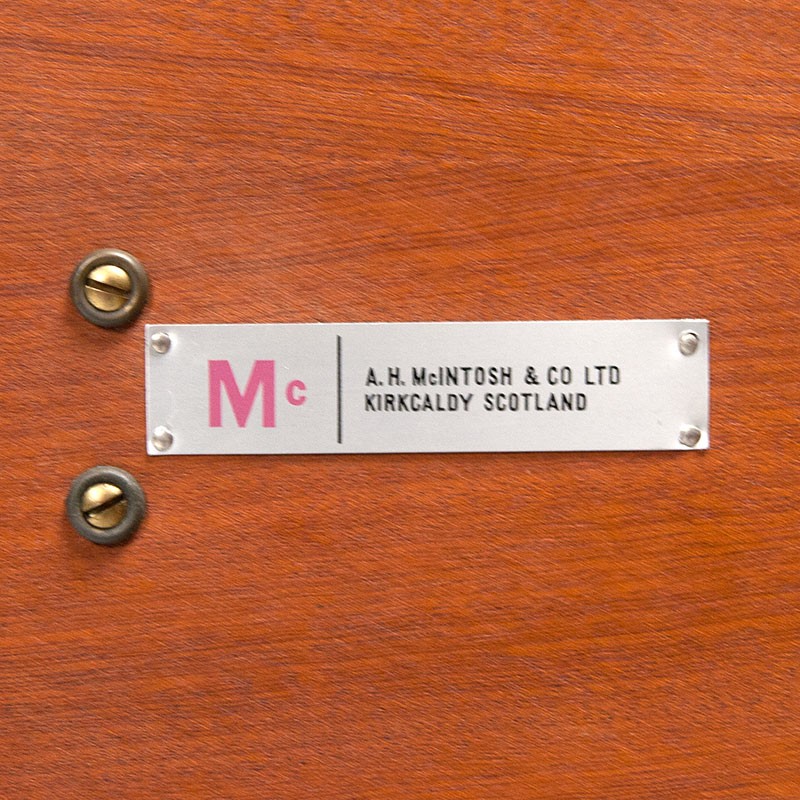 Mc
A. H. McINTOSH & CO LTD
KIRKCALDY SCOTLAND